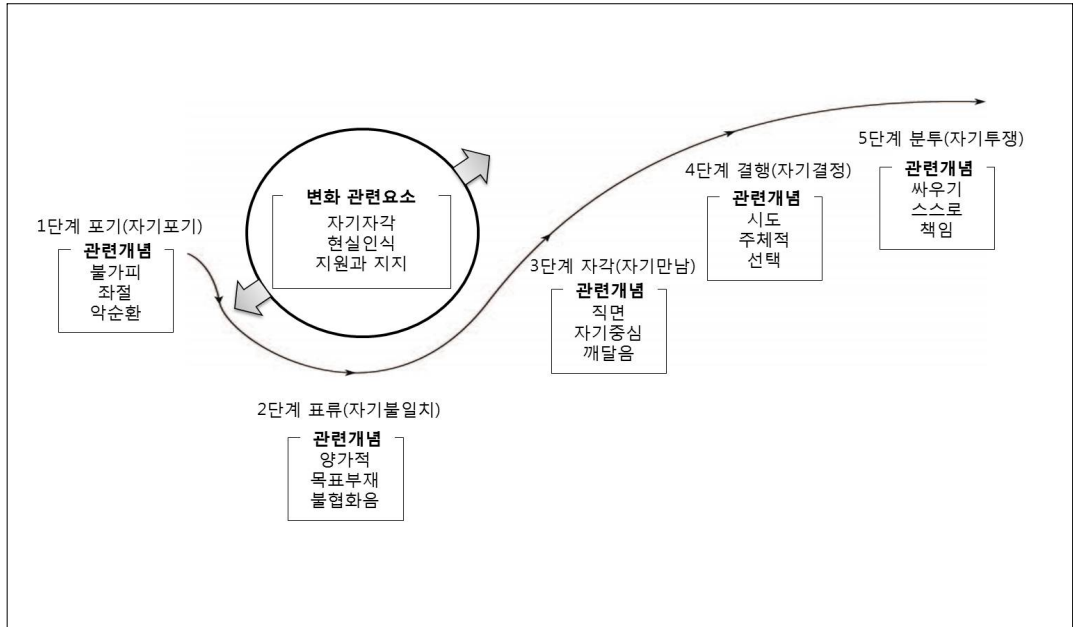 1단계 포기(자기포기)
관련개념
불가피
좌절
악순환
변화 관련요소
자기자각
현실인식
지원과 지지
2단계 표류(자기불일치)
관련개념
양가적
목표부재
불협화음
3단계 자각(자기만남)
관련개념
직면
자기중심
깨달음
4단계 결행(자기결정)
관련개념
시도
주체적
선택
5단계 분투(자기투쟁)
관련개념
싸우기
스스로
책임